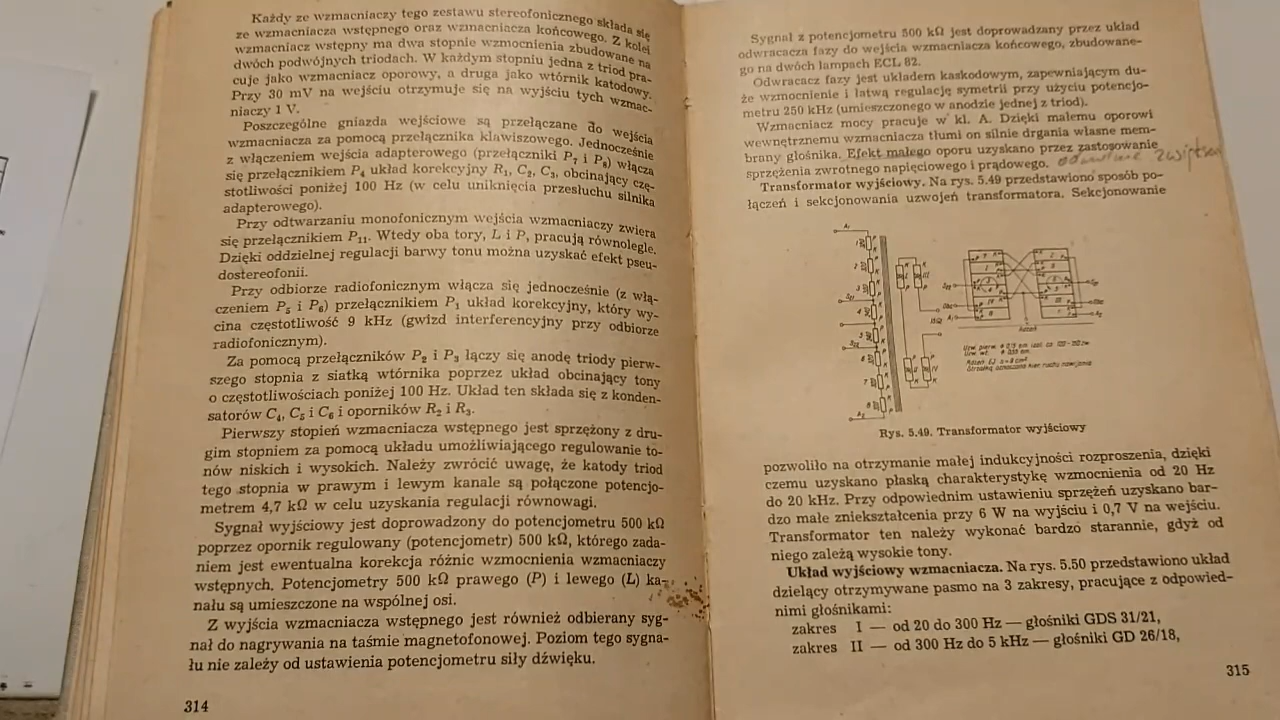 Każdy ze wzmacniaczy tego zestawu stereofonicznego składa się
ze wzmacniacza wstępnego oraz wzmacniacza końcowego. Z kolei
wzmacniacz wstępny ma dwa stopnie wzmocnienia zbudowane na
dwóch podwójnych triodach. W każdym stopniu jedna z triod pra-
cuje jako wzmacniacz oporowy, a druga jako wtórnik katodowy.
Przy 30 mV na wejściu otrzymuje się na wyjściu tych wzmac-
niaczy 1 V.
Poszczególne gniazda wejściowe są przełączane do wejścia
wzmacniacza za pomocą przełącznika klawiszowego. Jednocześnie
z włączeniem wejścia adapterowego (przełączniki P₇ i P₈) włącza
się przełącznikiem P₄ układ korekcyjny R₁, C₂, C₃, obcinający czę-
stotliwości poniżej 100 Hz (w celu uniknięcia przesłuchu silnika
adapterowego).
Przy odtwarzaniu monofonicznym wejścia wzmacniaczy zwiera
się przełącznikiem P₁₁. Wtedy oba tory, L i P, pracują równolegle.
Dzięki oddzielnej regulacji barwy tonu można uzyskać efekt pseu-
dostereofonii.
Przy odbiorze radiofonicznym włącza się jednocześnie (z włą-
czeniem P₅ i P₆) przełącznikiem P₁ układ korekcyjny, który wy-
cina częstotliwość 9 kHz (gwizd interferencyjny przy odbiorze
radiofonicznym).
Za pomocą przełączników P₂ i P₃ łączy się anodę triody pierw-
szego stopnia z siatką wtórnika poprzez układ obcinający tony
o częstotliwościach poniżej 100 Hz. Układ ten składa się z konden-
satorów C₄, C₅ i C₆ i oporników R₂ i R₃.
Pierwszy stopień wzmacniacza wstępnego jest sprzężony z dru-
gim stopniem za pomocą układu umożliwiającego regulowanie to-
nów niskich i wysokich. Należy zwrócić uwagę, że katody triod
tego stopnia w prawym i lewym kanale są połączone potencjo-
metrem 4,7 kΩ w celu uzyskania regulacji równowagi.
Sygnał wyjściowy jest doprowadzony do potencjometru 500 kΩ
poprzez opornik regulowany (potencjometr) 500 kΩ, którego zada-
niem jest ewentualna korekcja różnic wzmocnienia wzmacniaczy
wstępnych. Potencjometry 500 kΩ prawego (P) i lewego (L) ka-
nału są umieszczone na wspólnej osi.
Z wyjścia wzmacniacza wstępnego jest również odbierany syg-
nał do nagrywania na taśmie magnetofonowej. Poziom tego sygna-
łu nie zależy od ustawienia potencjometru siły dźwięku.
314
Sygnał z potencjometru 500 kΩ jest doprowadzany przez układ
odwracacza fazy do wejścia wzmacniacza końcowego, zbudowane-
go na dwóch lampach ECL 82.
Odwracacz fazy jest układem kaskodowym, zapewniającym du-
że wzmocnienie i łatwą regulację symetrii przy użyciu potencjo-
metru 250 kHz (umieszczonego w anodzie jednej z triod).
Wzmacniacz mocy pracuje w kl. A. Dzięki małemu oporowi
wewnętrznemu wzmacniacza tłumi on silnie drgania własne mem-
brany głośnika. Efekt małego oporu uzyskano przez zastosowanie
sprzężenia zwrotnego napięciowego i prądowego.
Transformator wyjściowy. Na rys. 5.49 przedstawiono sposób po-
łączeń i sekcjonowania uzwojeń transformatora. Sekcjonowanie
Rys. 5.49. Transformator wyjściowy
pozwoliło na otrzymanie małej indukcyjności rozproszenia, dzięki
czemu uzyskano płaską charakterystykę wzmocnienia od 20 Hz
do 20 kHz. Przy odpowiednim ustawieniu sprzężeń uzyskano bar-
dzo małe zniekształcenia przy 6 W na wyjściu i 0,7 V na wejściu.
Transformator ten należy wykonać bardzo starannie, gdyż od
niego zależą wysokie tony.
Układ wyjściowy wzmacniacza. Na rys. 5.50 przedstawiono układ
dzielący otrzymywane pasmo na 3 zakresy, pracujące z odpowied-
nimi głośnikami:
zakres I — od 20 do 300 Hz — głośniki GDS 31/21,
zakres II — od 300 Hz do 5 kHz — głośniki GD 26/18,
315